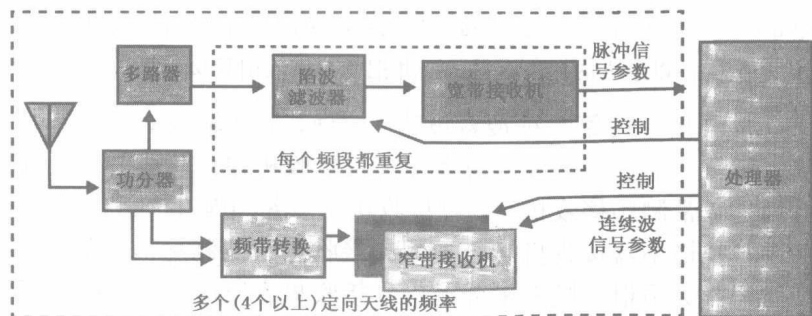 多路器
陷波
滤波器
宽带接收机
脉冲信
号参数
控制
每个频段都重复
功分器
控制
处理器
频带转换
窄带接收机
连续波
信号参数
多个(4个以上)定向天线的频率